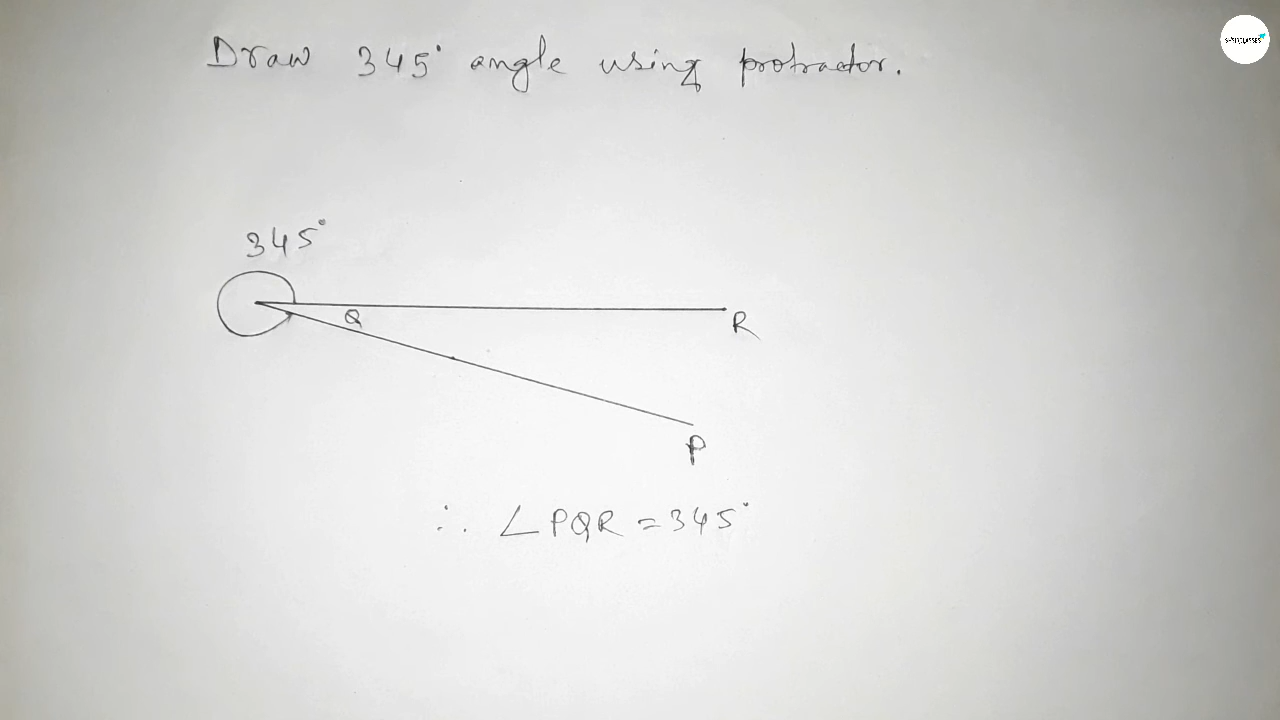 Draw 345° angle using protractor.
345°
Q
R
P
∴ ∠PQR = 345°